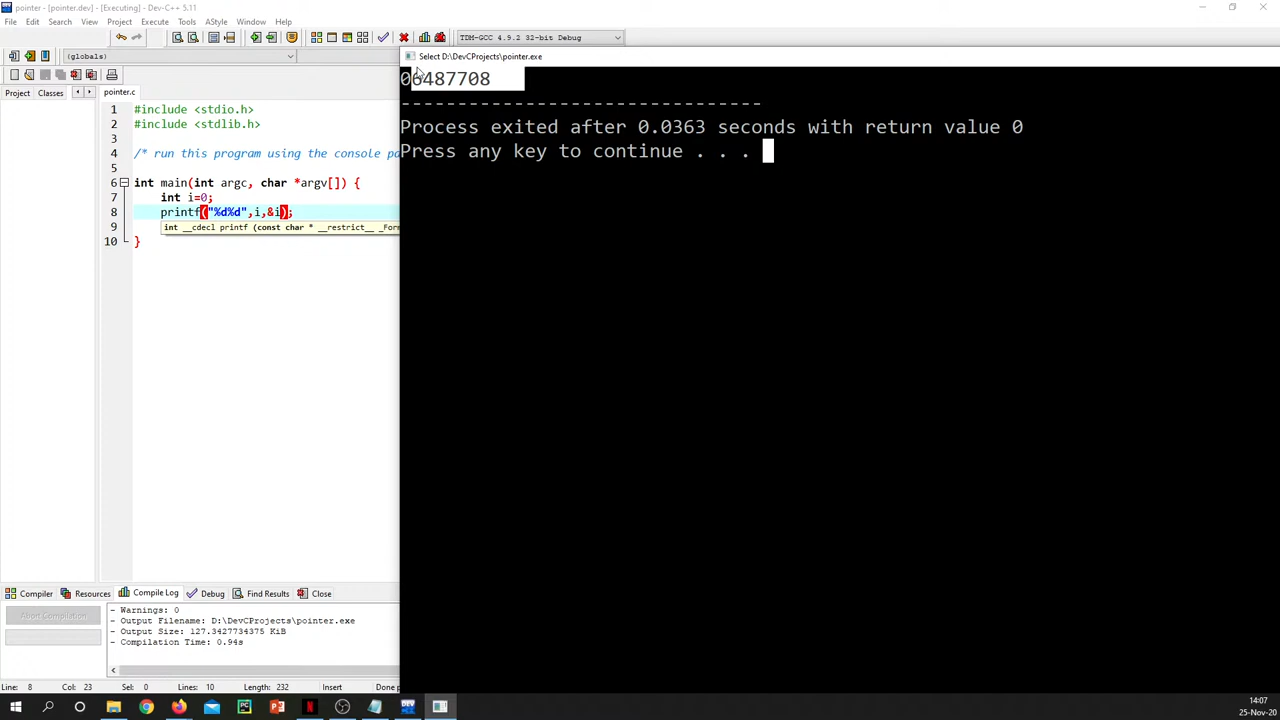 pointer - [pointer.dev] - [Executing] - Dev-C++ 5.11
File Edit Search View Project Execute Tools AStyle Window Help
TDM-GCC 4.9.2 32-bit Debug
(globals)
Select D:\DevCProjects\pointer.exe
Project Classes
pointer.c
06487708
--------------------------------
Process exited after 0.0363 seconds with return value 0
Press any key to continue . . .
1 #include <stdio.h>
2 #include <stdlib.h>
3
4 /* run this program using the console pa
5
6 int main(int argc, char *argv[]) {
7 int i=0;
8 printf("%d%d",i,&i);
int __cdecl printf (const char * __restrict__ _For
9
10 }
Compiler Resources Compile Log Debug Find Results Close
Abort Compilation
- Warnings: 0
- Output Filename: D:\DevCProjects\pointer.exe
- Output Size: 127.3427734375 KiB
- Compilation Time: 0.94s
Line: 8 Col: 23 Sel: 0 Lines: 10 Length: 232 Insert Done p
14:07
25-Nov-20